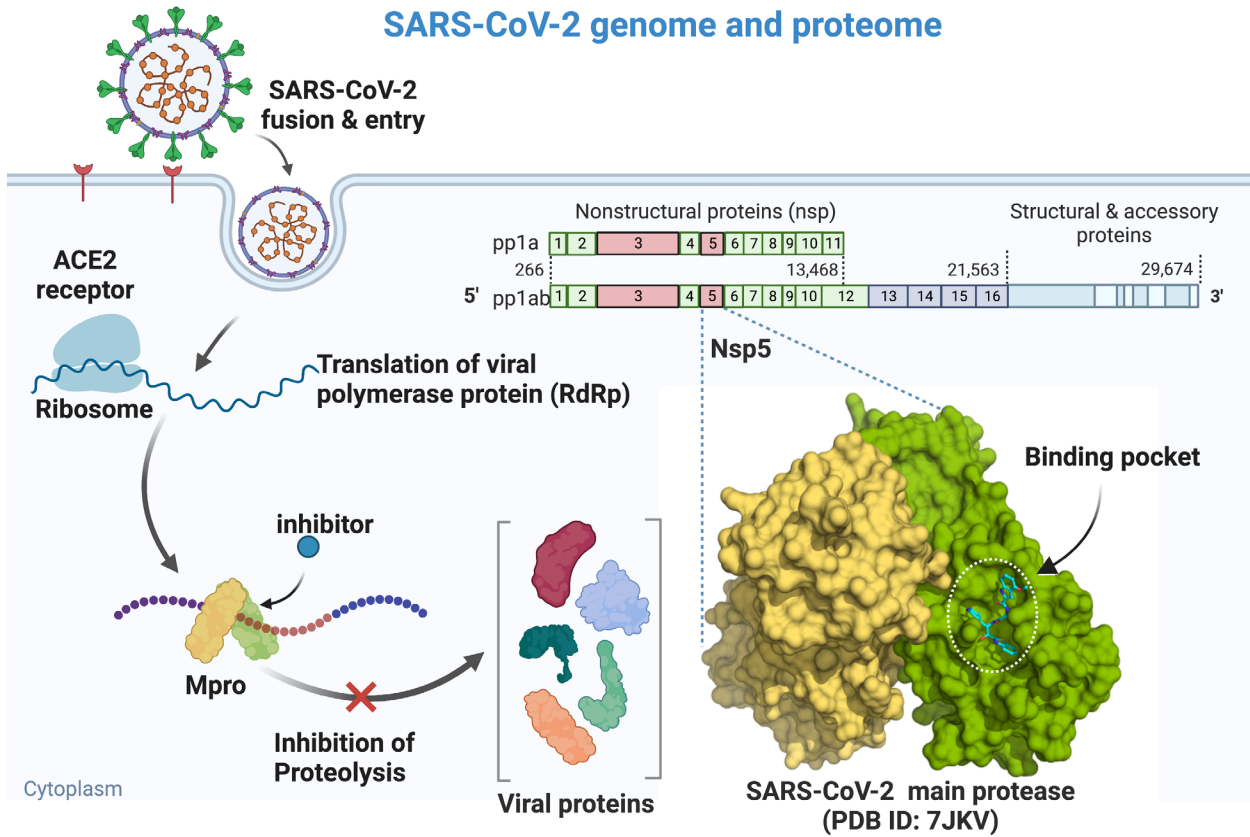 SARS-CoV-2 genome and proteome
SARS-CoV-2
fusion & entry
ACE2
receptor
Nonstructural proteins (nsp)
Structural & accessory
proteins
pp1a
1 2 3 4 5 6 7 8 9 10 11
266
13,468
21,563
29,674
5'
pp1ab
1 2 3 4 5 6 7 8 9 10 12 13 14 15 16
3'
Nsp5
Ribosome
Translation of viral
polymerase protein (RdRp)
Binding pocket
inhibitor
Mpro
Inhibition of
Proteolysis
Cytoplasm
Viral proteins
SARS-CoV-2 main protease
(PDB ID: 7JKV)